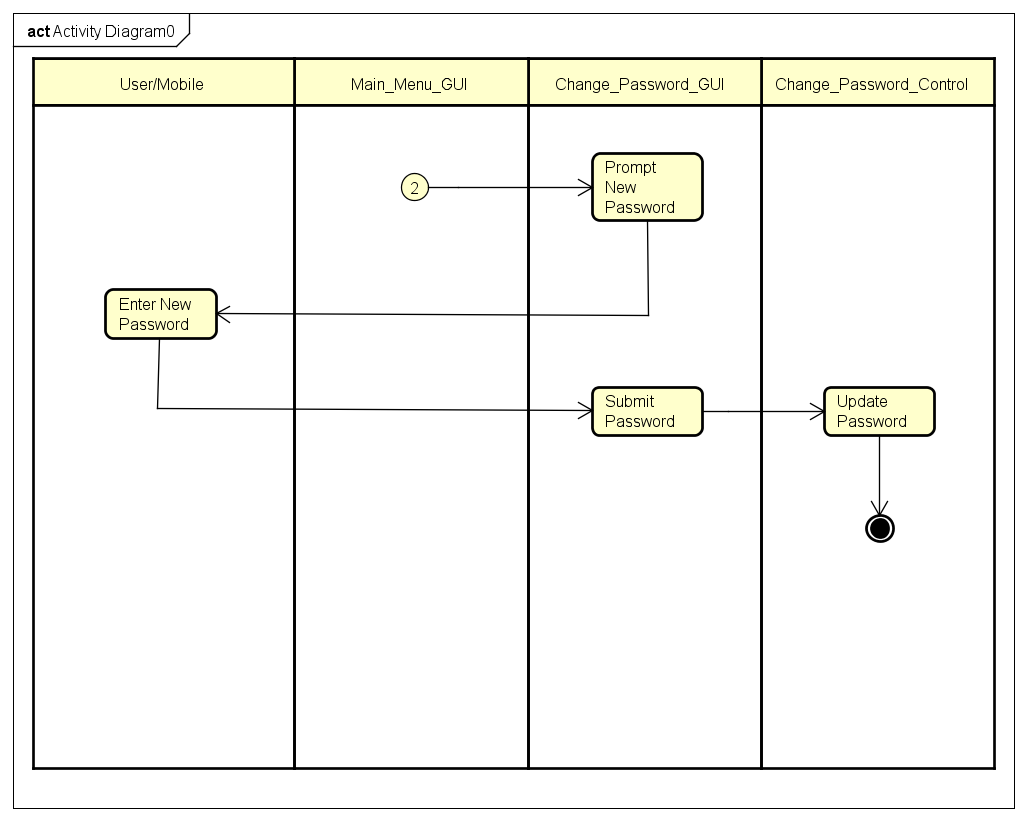 act Activity Diagram0
User/Mobile
Main_Menu_GUI
Change_Password_GUI
Change_Password_Control
2
Prompt
New
Password
Enter New
Password
Submit
Password
Update
Password